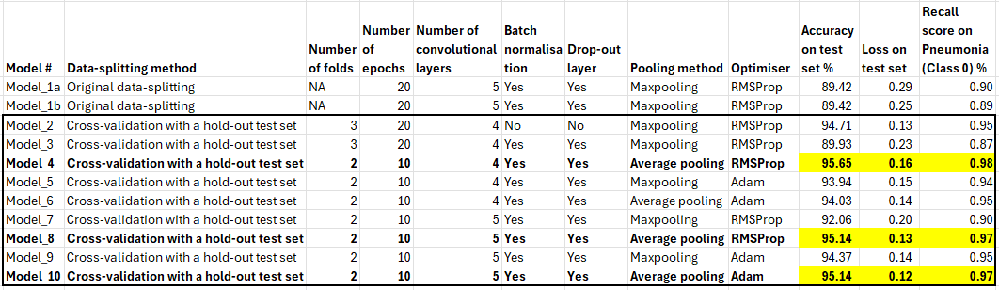 Model # Data-splitting method Number of folds Number of epochs Number of convolutional layers Batch normalisa tion Drop-out layer Pooling method Optimiser Accuracy on test set % Loss on test set Recall score on Pneumonia (Class 0) %
Model_1a Original data-splitting NA 20 5 Yes Yes Maxpooling RMSProp 89.42 0.29 0.90
Model_1b Original data-splitting NA 20 5 Yes Yes Maxpooling RMSProp 89.42 0.25 0.89
Model_2 Cross-validation with a hold-out test set 3 20 4 No No Maxpooling RMSProp 94.71 0.13 0.95
Model_3 Cross-validation with a hold-out test set 3 20 4 Yes Yes Maxpooling RMSProp 89.93 0.23 0.87
Model_4 Cross-validation with a hold-out test set 2 10 4 Yes Yes Average pooling RMSProp 95.65 0.16 0.98
Model_5 Cross-validation with a hold-out test set 2 10 4 Yes Yes Maxpooling Adam 93.94 0.15 0.94
Model_6 Cross-validation with a hold-out test set 2 10 4 Yes Yes Average pooling Adam 94.03 0.14 0.95
Model_7 Cross-validation with a hold-out test set 2 10 5 Yes Yes Maxpooling RMSProp 92.06 0.20 0.90
Model_8 Cross-validation with a hold-out test set 2 10 5 Yes Yes Average pooling RMSProp 95.14 0.13 0.97
Model_9 Cross-validation with a hold-out test set 2 10 5 Yes Yes Maxpooling Adam 94.37 0.14 0.95
Model_10 Cross-validation with a hold-out test set 2 10 5 Yes Yes Average pooling Adam 95.14 0.12 0.97